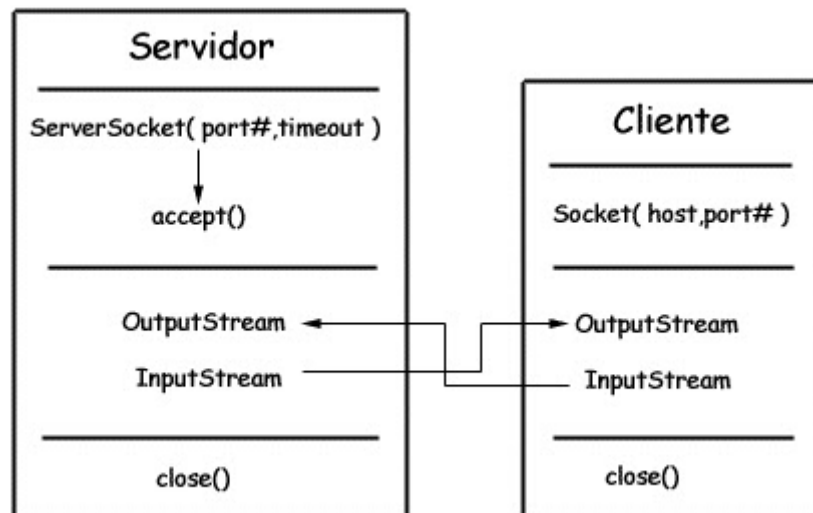 Servidor
ServerSocket( port#,timeout )
accept()
OutputStream
InputStream
close()
Cliente
Socket( host,port# )
OutputStream
InputStream
close()